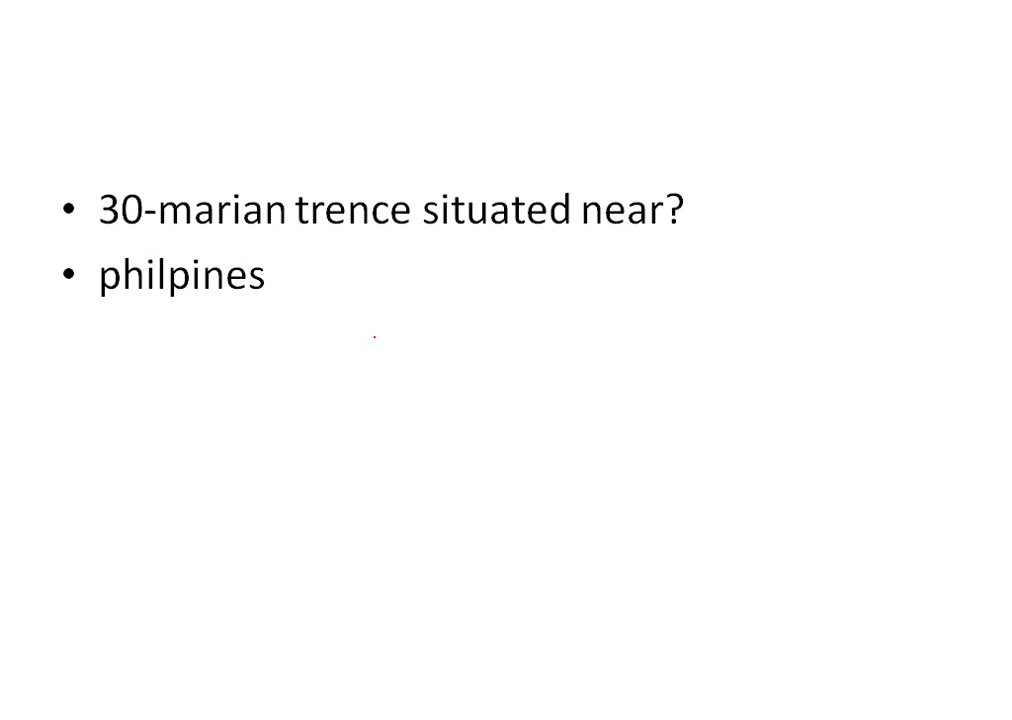 • 30-marian trence situated near?
• philpines